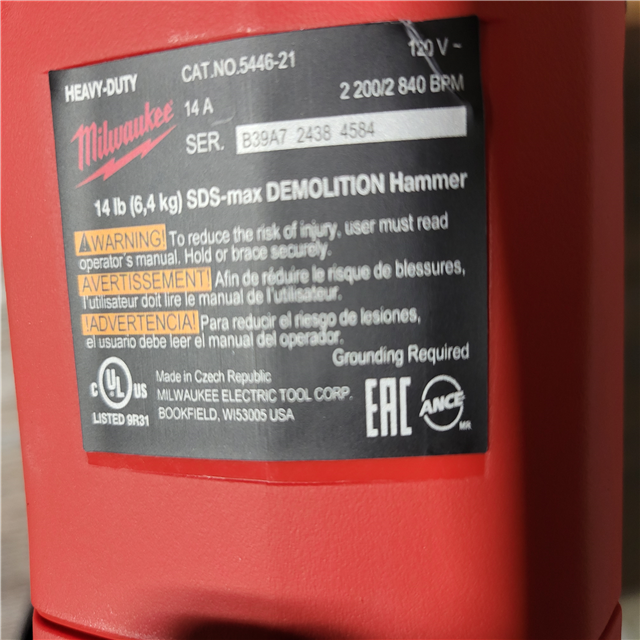 HEAVY-DUTY CAT.NO.5446-21 120 V ~
Milwaukee 14 A 2 200/2 840 BPM
SER. B39A7 2438 4584
14 lb (6,4 kg) SDS-max DEMOLITION Hammer
WARNING! To reduce the risk of injury, user must read
operator's manual. Hold or brace securely.
AVERTISSEMENT! Afin de réduire le risque de blessures,
l'utilisateur doit lire le manuel de l'utilisateur.
!ADVERTENCIA! Para reducir el riesgo de lesiones,
el usuario debe leer el manual del operador.
Grounding Required
C UL US
LISTED 9R31
Made in Czech Republic
MILWAUKEE ELECTRIC TOOL CORP.
BOOKFIELD, WI53005 USA
EAC
ANCE
MR